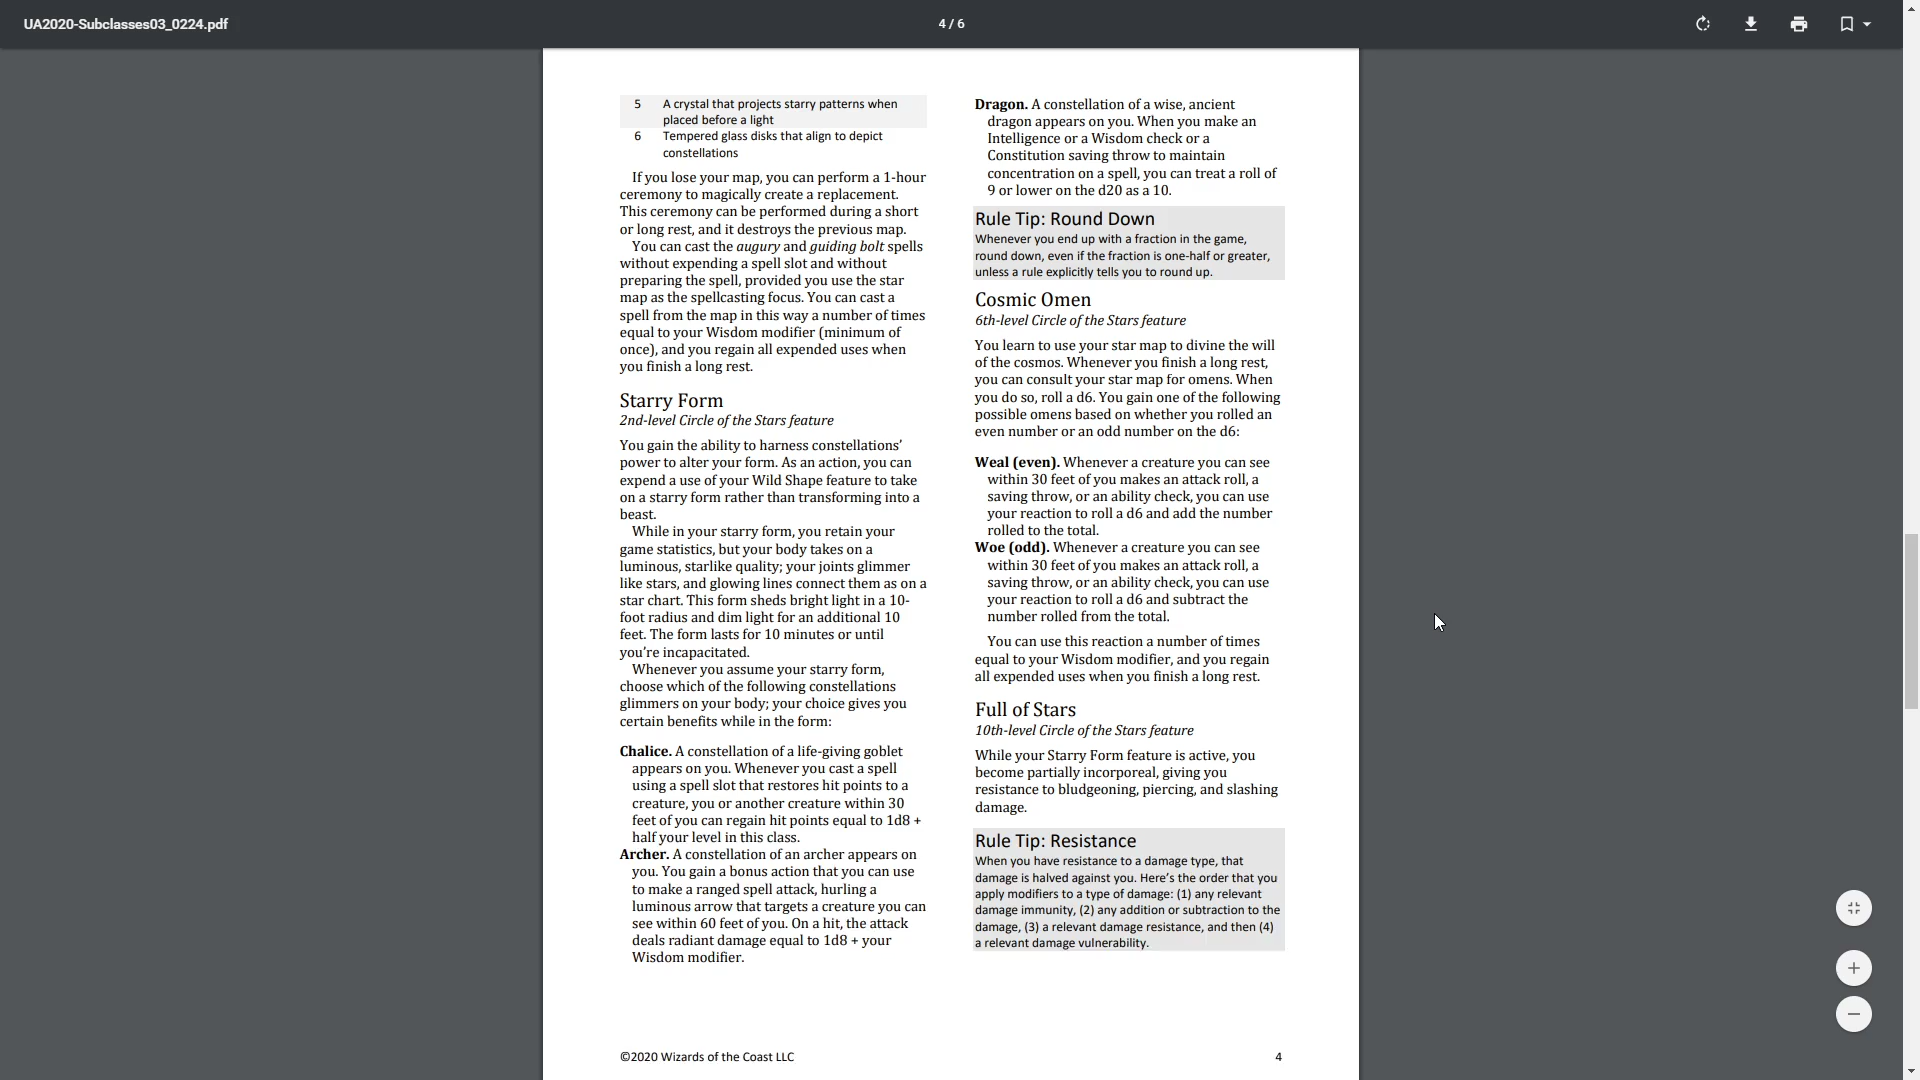 UA2020-Subclasses03_0224.pdf
4 / 6
5 A crystal that projects starry patterns when
placed before a light
6 Tempered glass disks that align to depict
constellations
If you lose your map, you can perform a 1-hour
ceremony to magically create a replacement.
This ceremony can be performed during a short
or long rest, and it destroys the previous map.
You can cast the augury and guiding bolt spells
without expending a spell slot and without
preparing the spell, provided you use the star
map as the spellcasting focus. You can cast a
spell from the map in this way a number of times
equal to your Wisdom modifier (minimum of
once), and you regain all expended uses when
you finish a long rest.
Starry Form
2nd-level Circle of the Stars feature
You gain the ability to harness constellations’
power to alter your form. As an action, you can
expend a use of your Wild Shape feature to take
on a starry form rather than transforming into a
beast.
While in your starry form, you retain your
game statistics, but your body takes on a
luminous, starlike quality; your joints glimmer
like stars, and glowing lines connect them as on a
star chart. This form sheds bright light in a 10-
foot radius and dim light for an additional 10
feet. The form lasts for 10 minutes or until
you’re incapacitated.
Whenever you assume your starry form,
choose which of the following constellations
glimmers on your body; your choice gives you
certain benefits while in the form:
Chalice. A constellation of a life-giving goblet
appears on you. Whenever you cast a spell
using a spell slot that restores hit points to a
creature, you or another creature within 30
feet of you can regain hit points equal to 1d8 +
half your level in this class.
Archer. A constellation of an archer appears on
you. You gain a bonus action that you can use
to make a ranged spell attack, hurling a
luminous arrow that targets a creature you can
see within 60 feet of you. On a hit, the attack
deals radiant damage equal to 1d8 + your
Wisdom modifier.
Dragon. A constellation of a wise, ancient
dragon appears on you. When you make an
Intelligence or a Wisdom check or a
Constitution saving throw to maintain
concentration on a spell, you can treat a roll of
9 or lower on the d20 as a 10.
Rule Tip: Round Down
Whenever you end up with a fraction in the game,
round down, even if the fraction is one-half or greater,
unless a rule explicitly tells you to round up.
Cosmic Omen
6th-level Circle of the Stars feature
You learn to use your star map to divine the will
of the cosmos. Whenever you finish a long rest,
you can consult your star map for omens. When
you do so, roll a d6. You gain one of the following
possible omens based on whether you rolled an
even number or an odd number on the d6:
Weal (even). Whenever a creature you can see
within 30 feet of you makes an attack roll, a
saving throw, or an ability check, you can use
your reaction to roll a d6 and add the number
rolled to the total.
Woe (odd). Whenever a creature you can see
within 30 feet of you makes an attack roll, a
saving throw, or an ability check, you can use
your reaction to roll a d6 and subtract the
number rolled from the total.
You can use this reaction a number of times
equal to your Wisdom modifier, and you regain
all expended uses when you finish a long rest.
Full of Stars
10th-level Circle of the Stars feature
While your Starry Form feature is active, you
become partially incorporeal, giving you
resistance to bludgeoning, piercing, and slashing
damage.
Rule Tip: Resistance
When you have resistance to a damage type, that
damage is halved against you. Here’s the order that you
apply modifiers to a type of damage: (1) any relevant
damage immunity, (2) any addition or subtraction to the
damage, (3) a relevant damage resistance, and then (4)
a relevant damage vulnerability.
©2020 Wizards of the Coast LLC
4